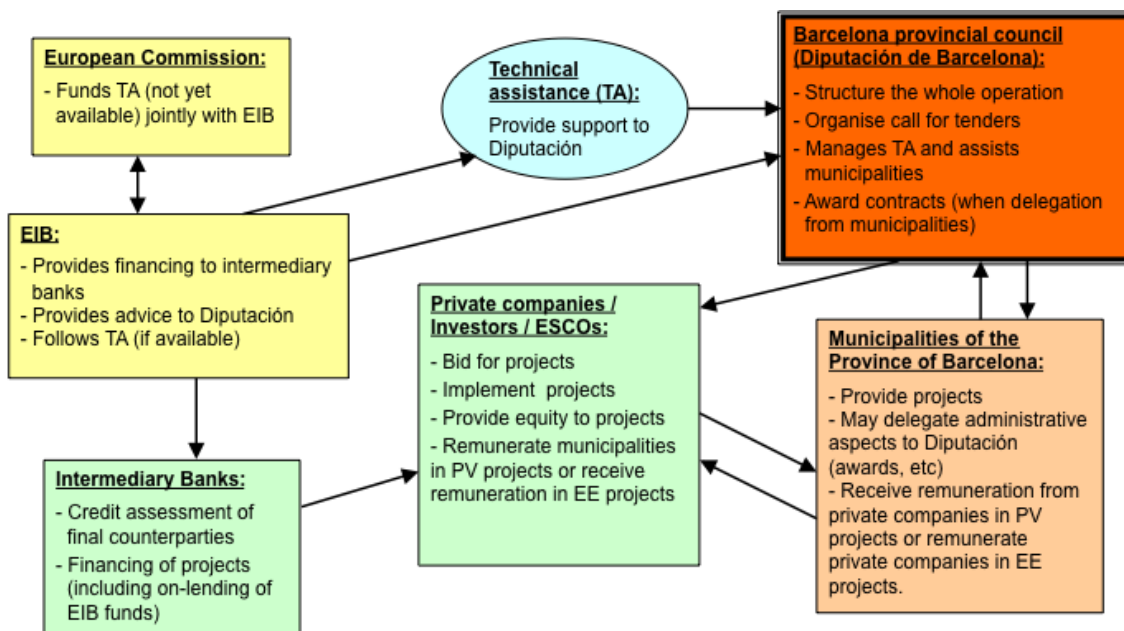 European Commission:
- Funds TA (not yet
available) jointly with EIB
Technical
assistance (TA):
Provide support to
Diputación
Barcelona provincial council
(Diputación de Barcelona):
- Structure the whole operation
- Organise call for tenders
- Manages TA and assists
municipalities
- Award contracts (when delegation
from municipalities)
EIB:
- Provides financing to intermediary
banks
- Provides advice to Diputación
- Follows TA (if available)
Private companies /
Investors / ESCOs:
- Bid for projects
- Implement projects
- Provide equity to projects
- Remunerate municipalities
in PV projects or receive
remuneration in EE projects
Municipalities of the
Province of Barcelona:
- Provide projects
- May delegate administrative
aspects to Diputación
(awards, etc)
- Receive remuneration from
private companies in PV
projects or remunerate
private companies in EE
projects.
Intermediary Banks:
- Credit assessment of
final counterparties
- Financing of projects
(including on-lending of
EIB funds)